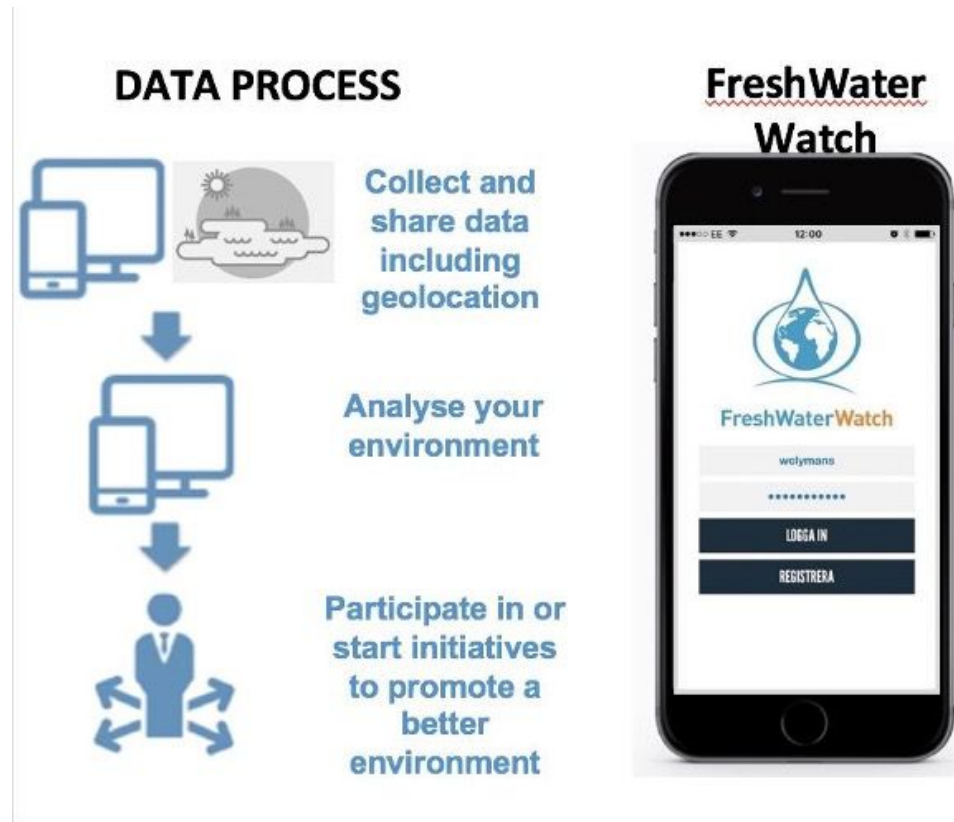 DATA PROCESS
Collect and
share data
including
geolocation
Analyse your
environment
Participate in or
start initiatives
to promote a
better
environment
FreshWater
Watch
EE
12:00
FreshWaterWatch
wclymans
•••••••••••
LOGGA IN
REGISTRERA